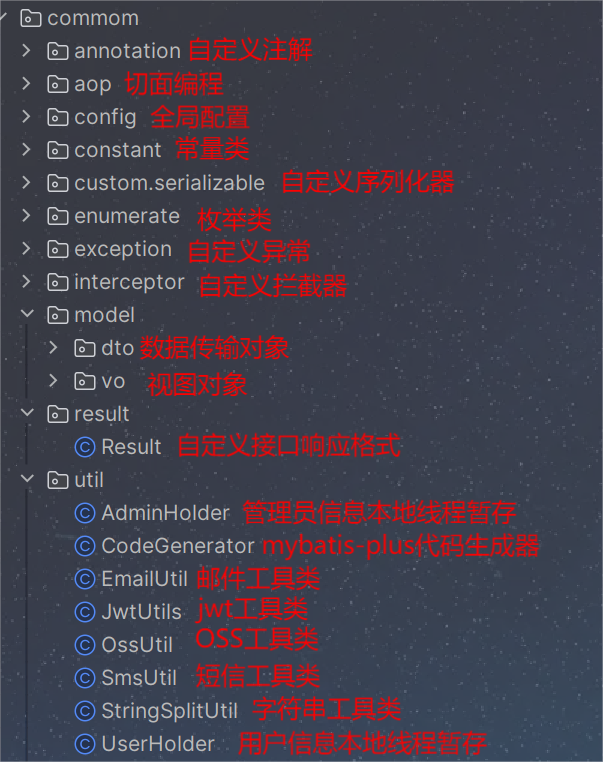 commom
annotation 自定义注解
aop 切面编程
config 全局配置
constant 常量类
custom.serializable 自定义序列化器
enumerate 枚举类
exception 自定义异常
interceptor 自定义拦截器
model
dto 数据传输对象
vo 视图对象
result
Result 自定义接口响应格式
util
AdminHolder 管理员信息本地线程暂存
CodeGenerator mybatis-plus代码生成器
EmailUtil 邮件工具类
JwtUtils jwt工具类
OssUtil OSS工具类
SmsUtil 短信工具类
StringSplitUtil 字符串工具类
UserHolder 用户信息本地线程暂存